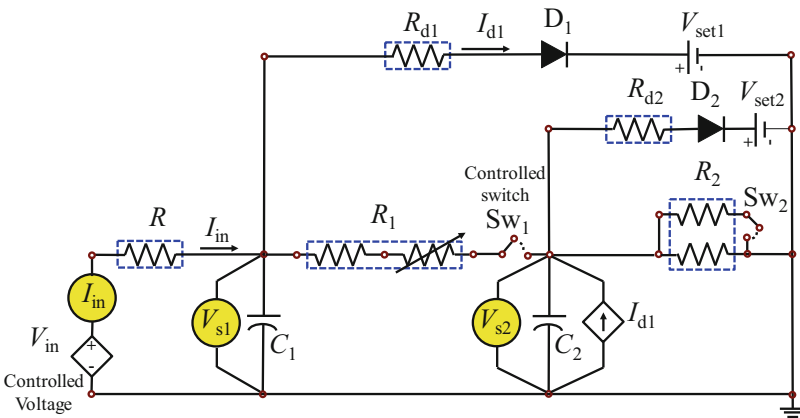 R_d1 I_d1 D_1 V_set1
+ -
R_d2 D_2 V_set2
+ -
Controlled
switch
Sw_1
R_2 Sw_2
R I_in R_1
I_in
V_s1 C_1
V_s2 C_2 I_d1
V_in + -
Controlled
Voltage